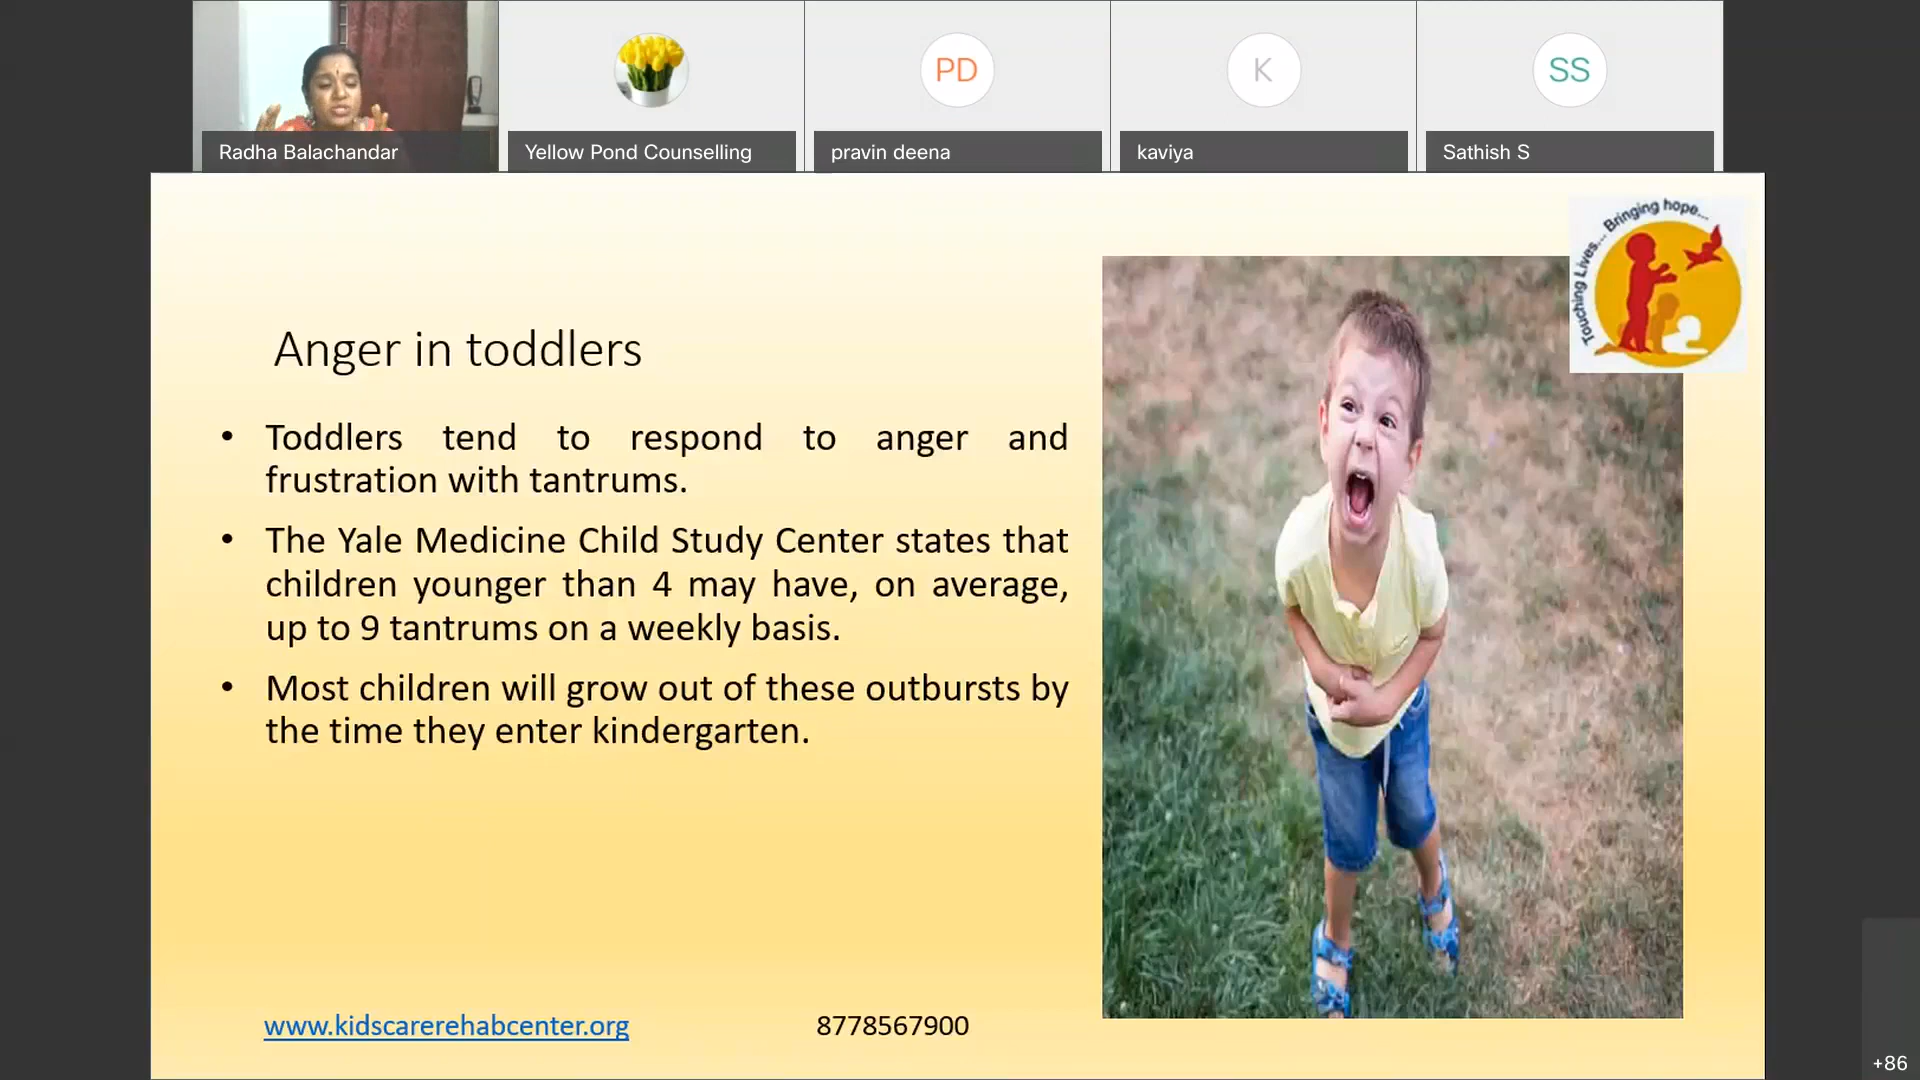 Radha Balachandar
Yellow Pond Counselling
PD
pravin deena
K
kaviya
SS
Sathish S
Touching Lives... Bringing hope...
Anger in toddlers
• Toddlers tend to respond to anger and
frustration with tantrums.
• The Yale Medicine Child Study Center states that
children younger than 4 may have, on average,
up to 9 tantrums on a weekly basis.
• Most children will grow out of these outbursts by
the time they enter kindergarten.
www.kidscarerehabcenter.org
8778567900
+86